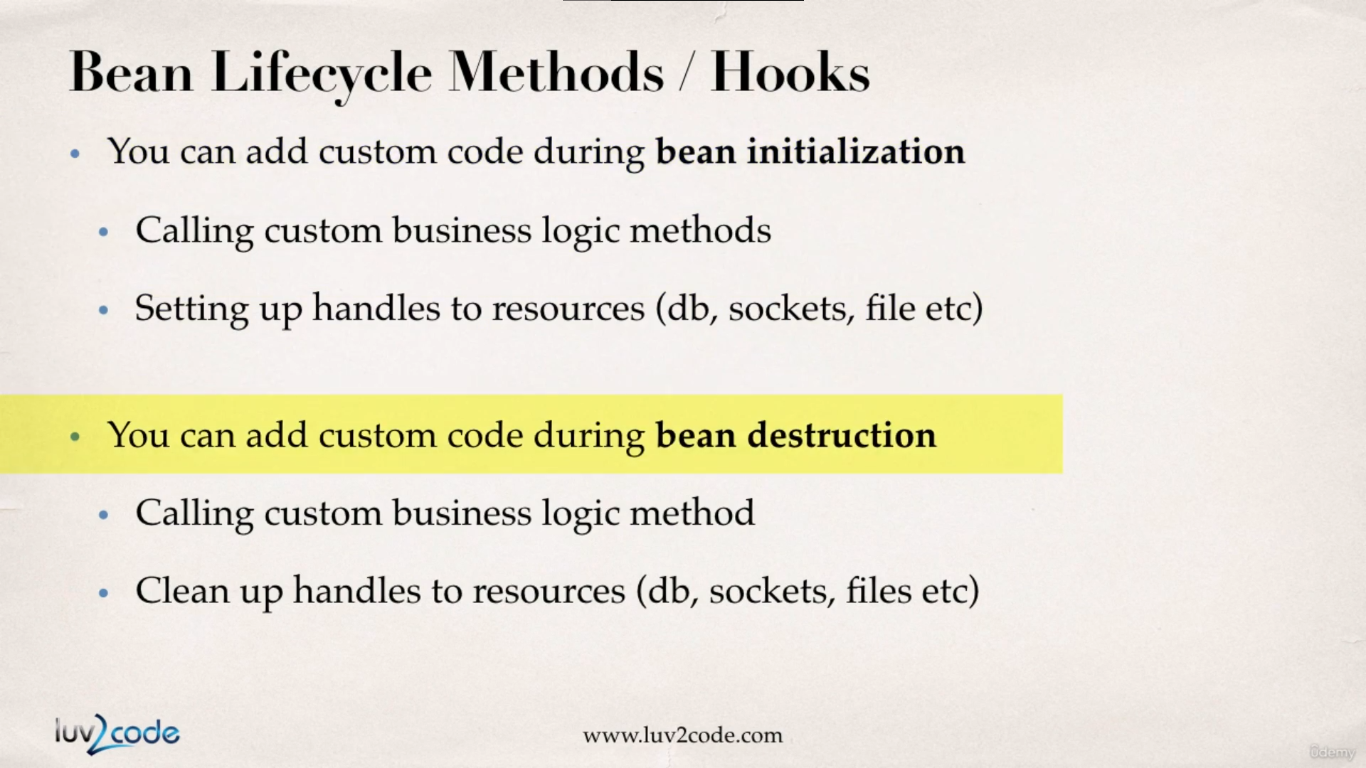 Bean Lifecycle Methods / Hooks
• You can add custom code during bean initialization
• Calling custom business logic methods
• Setting up handles to resources (db, sockets, file etc)
• You can add custom code during bean destruction
• Calling custom business logic method
• Clean up handles to resources (db, sockets, files etc)
luv2code
www.luv2code.com
ûdemy